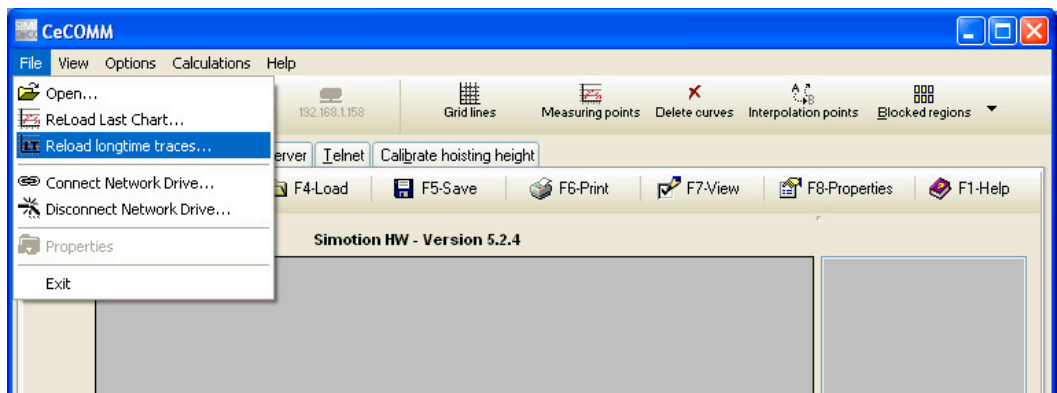 CeCOMM
File View Options Calculations Help
192.168.1.158 Grid lines Measuring points Delete curves Interpolation points Blocked regions
Open...
ReLoad Last Chart...
Reload longtime traces...
Connect Network Drive...
Disconnect Network Drive...
Properties
Exit
erver Telnet Calibrate hoisting height
F4-Load F5-Save F6-Print F7-View F8-Properties F1-Help
Simotion HW - Version 5.2.4